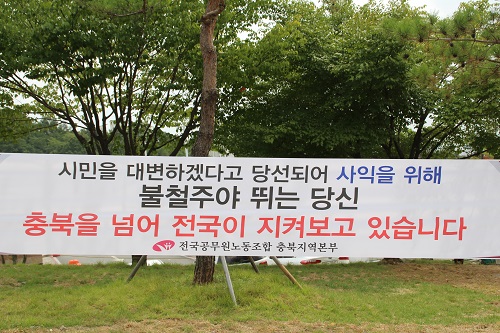 시민을 대변하겠다고 당선되어 사익을 위해
불철주야 뛰는 당신
충북을 넘어 전국이 지켜보고 있습니다
전국공무원노동조합 충북지역본부